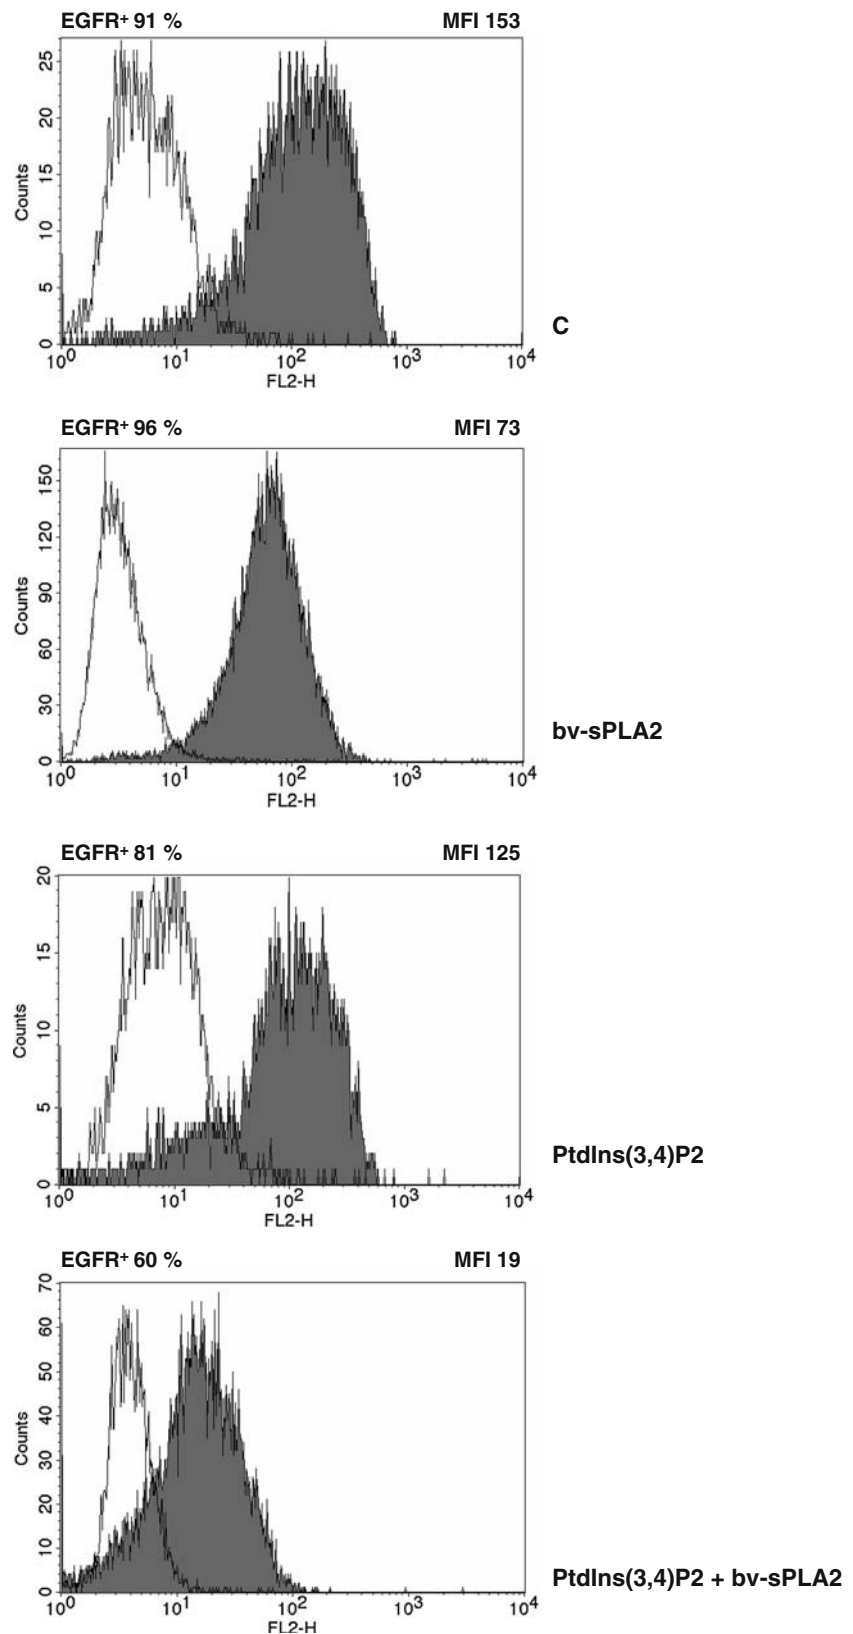 EGFR+ 91 % MFI 153
25
20
15
10
5
0
Counts
10^0 10^1 10^2 10^3 10^4
FL2-H
C
EGFR+ 96 % MFI 73
150
120
90
60
30
0
Counts
10^0 10^1 10^2 10^3 10^4
FL2-H
bv-sPLA2
EGFR+ 81 % MFI 125
20
15
10
5
0
Counts
10^0 10^1 10^2 10^3 10^4
FL2-H
PtdIns(3,4)P2
EGFR+ 60 % MFI 19
70
60
50
40
30
20
10
0
Counts
10^0 10^1 10^2 10^3 10^4
FL2-H
PtdIns(3,4)P2 + bv-sPLA2